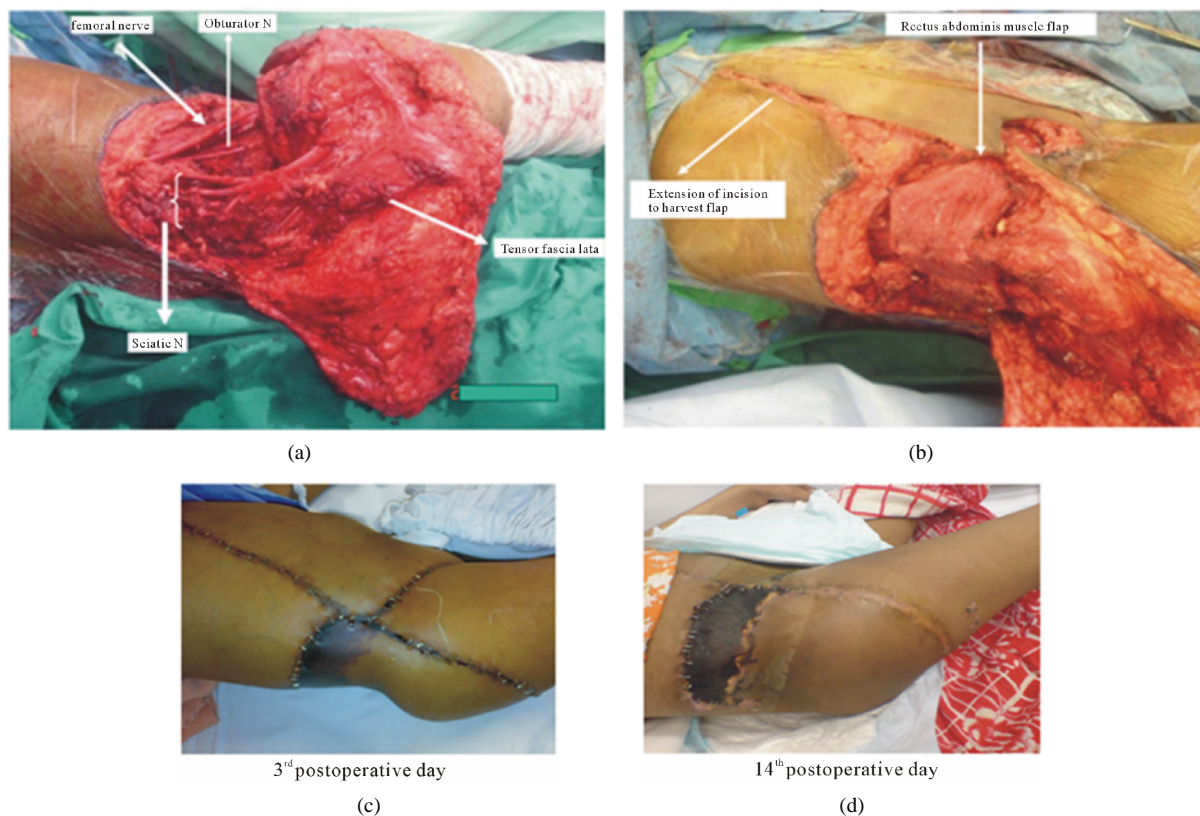 femoral nerve
Obturator N
Tensor fascia lata
Sciatic N
(a)
Rectus abdominis muscle flap
Extension of incision
to harvest flap
(b)
3rd postoperative day
(c)
14th postoperative day
(d)